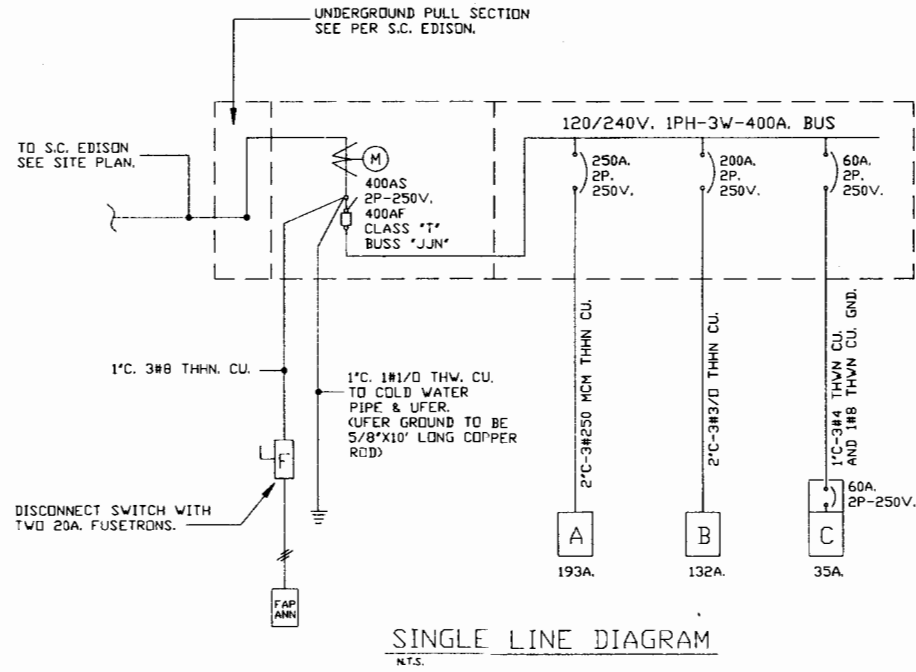 UNDERGROUND PULL SECTION
SEE PER S.C. EDISON.
TO S.C. EDISON
SEE SITE PLAN.
M
400AS
2P-250V.
400AF
CLASS "T"
BUSS "JJN"
120/240V. 1PH-3W-400A. BUS
250A.
2P.
250V.
200A.
2P.
250V.
60A.
2P.
250V.
1"C. 3#8 THHN. CU.
1"C. 1#1/0 THW. CU.
TO COLD WATER
PIPE & UFER.
(UFER GROUND TO BE
5/8"X10' LONG COPPER
ROD)
2"C-3#250 MCM THHN CU.
2"C-3#3/0 THHN CU.
1"C-3#4 THWN CU.
AND 1#8 THWN CU. GND.
F
DISCONNECT SWITCH WITH
TWO 20A. FUSETRONS.
FAP
ANN
60A.
2P-250V.
A
193A.
B
132A.
C
35A.
SINGLE LINE DIAGRAM
N.T.S.